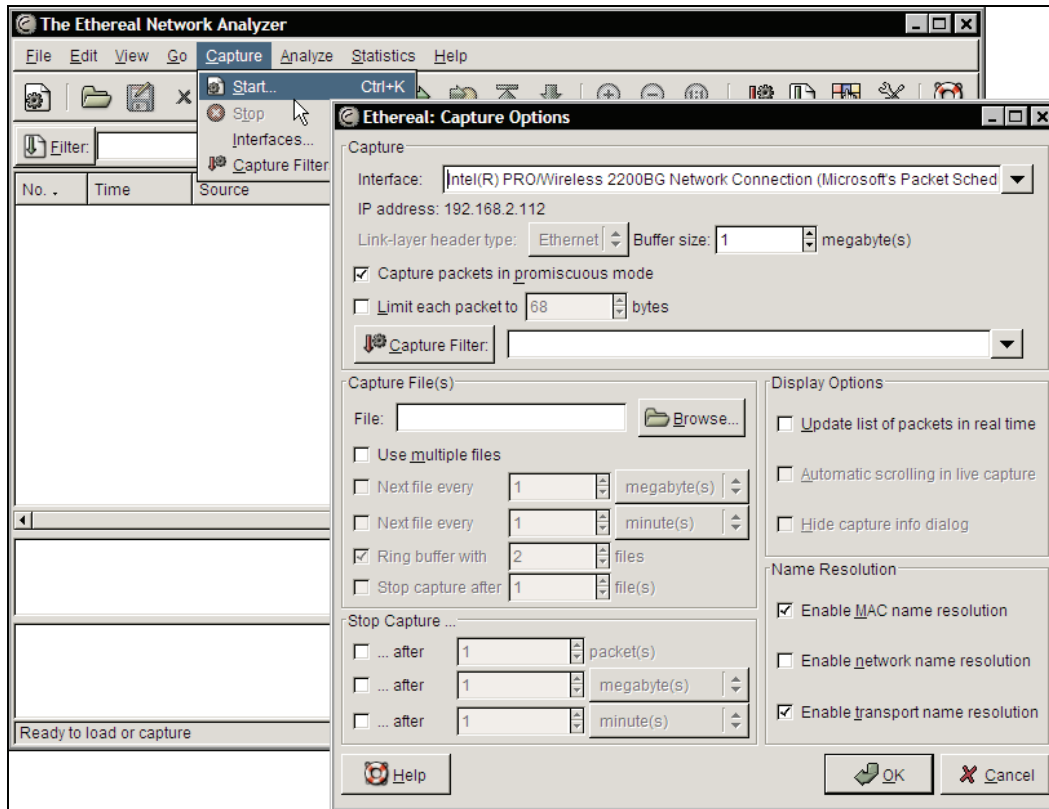 The Ethereal Network Analyzer
File Edit View Go Capture Analyze Statistics Help
Start... Ctrl+K
Stop
Interfaces...
Capture Filter
Filter:
No. Time Source
Ready to load or capture
Ethereal: Capture Options
Capture
Interface: Intel(R) PRO/Wireless 2200BG Network Connection (Microsoft's Packet Sched
IP address: 192.168.2.112
Link-layer header type: Ethernet Buffer size: 1 megabyte(s)
Capture packets in promiscuous mode
Limit each packet to 68 bytes
Capture Filter:
Capture File(s)
File: Browse...
Use multiple files
Next file every 1 megabyte(s)
Next file every 1 minute(s)
Ring buffer with 2 files
Stop capture after 1 file(s)
Stop Capture ...
... after 1 packet(s)
... after 1 megabyte(s)
... after 1 minute(s)
Display Options
Update list of packets in real time
Automatic scrolling in live capture
Hide capture info dialog
Name Resolution
Enable MAC name resolution
Enable network name resolution
Enable transport name resolution
Help OK Cancel